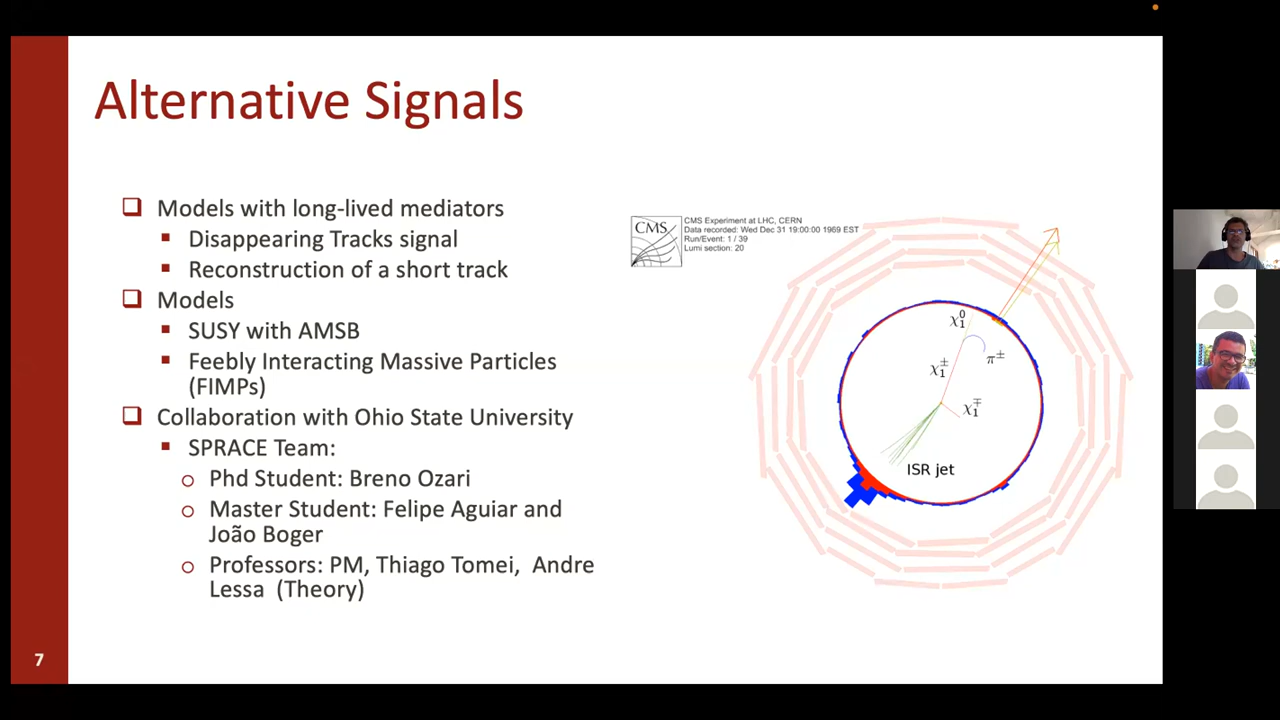 Alternative Signals
❑ Models with long-lived mediators
▪ Disappearing Tracks signal
▪ Reconstruction of a short track
❑ Models
▪ SUSY with AMSB
▪ Feebly Interacting Massive Particles
(FIMPs)
❑ Collaboration with Ohio State University
▪ SPRACE Team:
o Phd Student: Breno Ozari
o Master Student: Felipe Aguiar and
João Boger
o Professors: PM, Thiago Tomei, Andre
Lessa (Theory)
7
CMS
CMS Experiment at LHC, CERN
Data recorded: Wed Dec 31 19:00:00 1969 EST
Run/Event: 1 / 39
Lumi section: 20
χ₁⁰
π±
χ₁±
χ₁∓
ISR jet